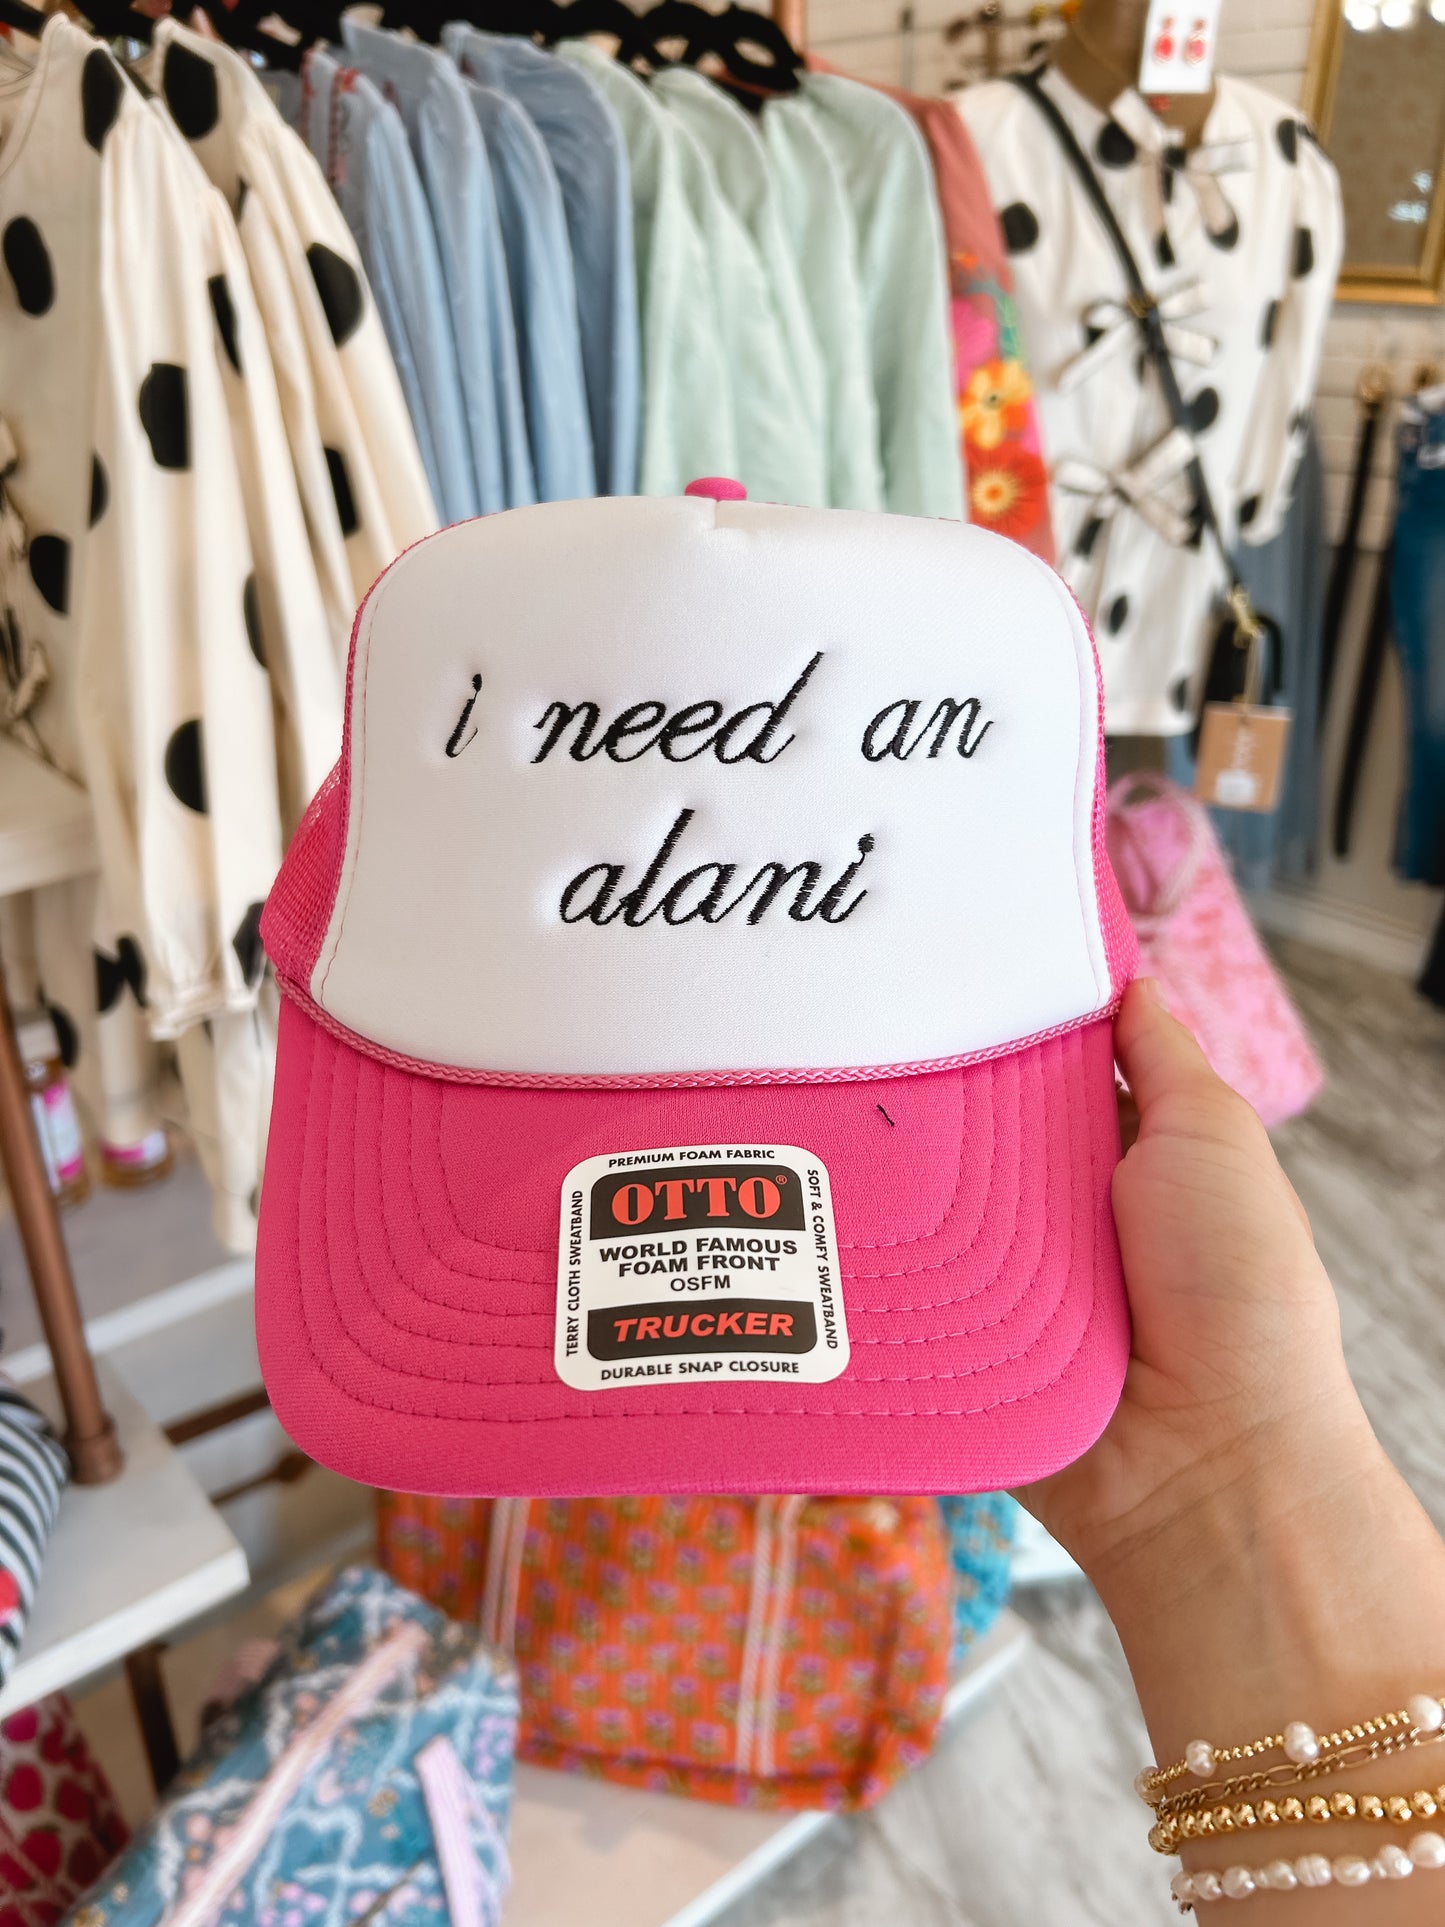 i need an
alani
PREMIUM FOAM FABRIC
OTTO®
WORLD FAMOUS
FOAM FRONT
OSFM
TRUCKER
DURABLE SNAP CLOSURE
TERRY CLOTH SWEATBAND
SOFT & COMFY SWEATBAND